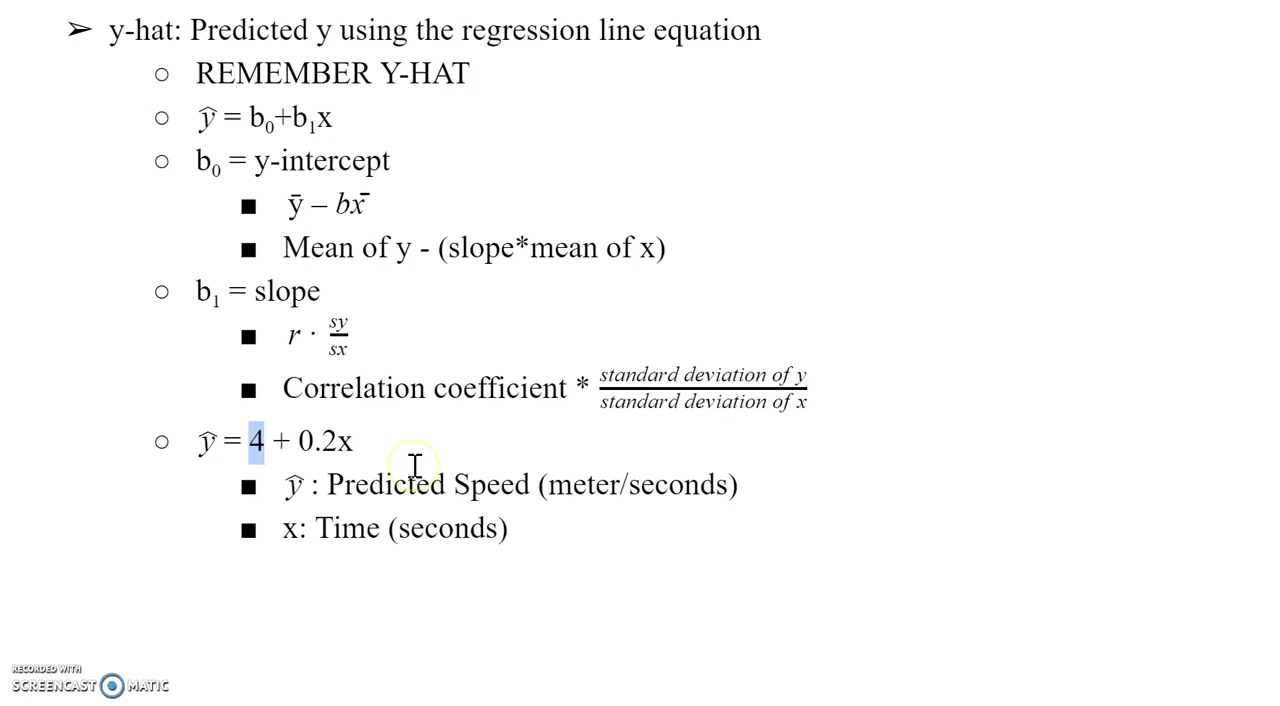 ➢ y-hat: Predicted y using the regression line equation
○ REMEMBER Y-HAT
○ ŷ = b₀+b₁x
○ b₀ = y-intercept
■ ȳ – bx̄
■ Mean of y - (slope*mean of x)
○ b₁ = slope
■ r · sy/sx
■ Correlation coefficient * standard deviation of y/standard deviation of x
○ ŷ = 4 + 0.2x
■ ŷ : Predicted Speed (meter/seconds)
■ x: Time (seconds)
RECORDED WITH
SCREENCAST MATIC